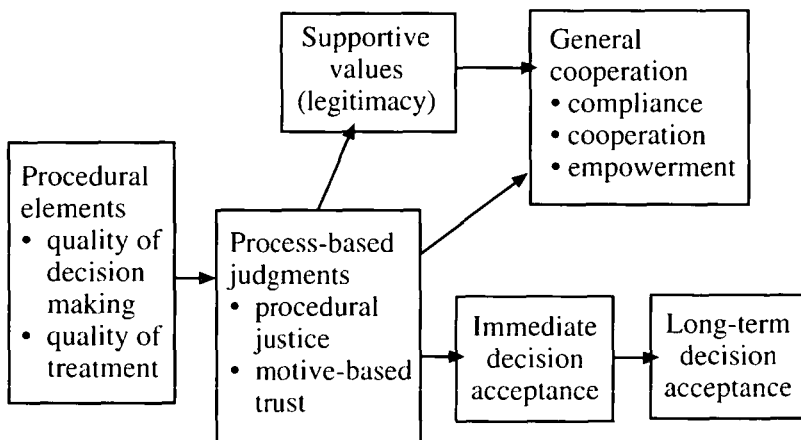 Supportive
values
(legitimacy)
General
cooperation
• compliance
• cooperation
• empowerment
Procedural
elements
• quality of
decision
making
• quality of
treatment
Process-based
judgments
• procedural
justice
• motive-based
trust
Immediate
decision
acceptance
Long-term
decision
acceptance